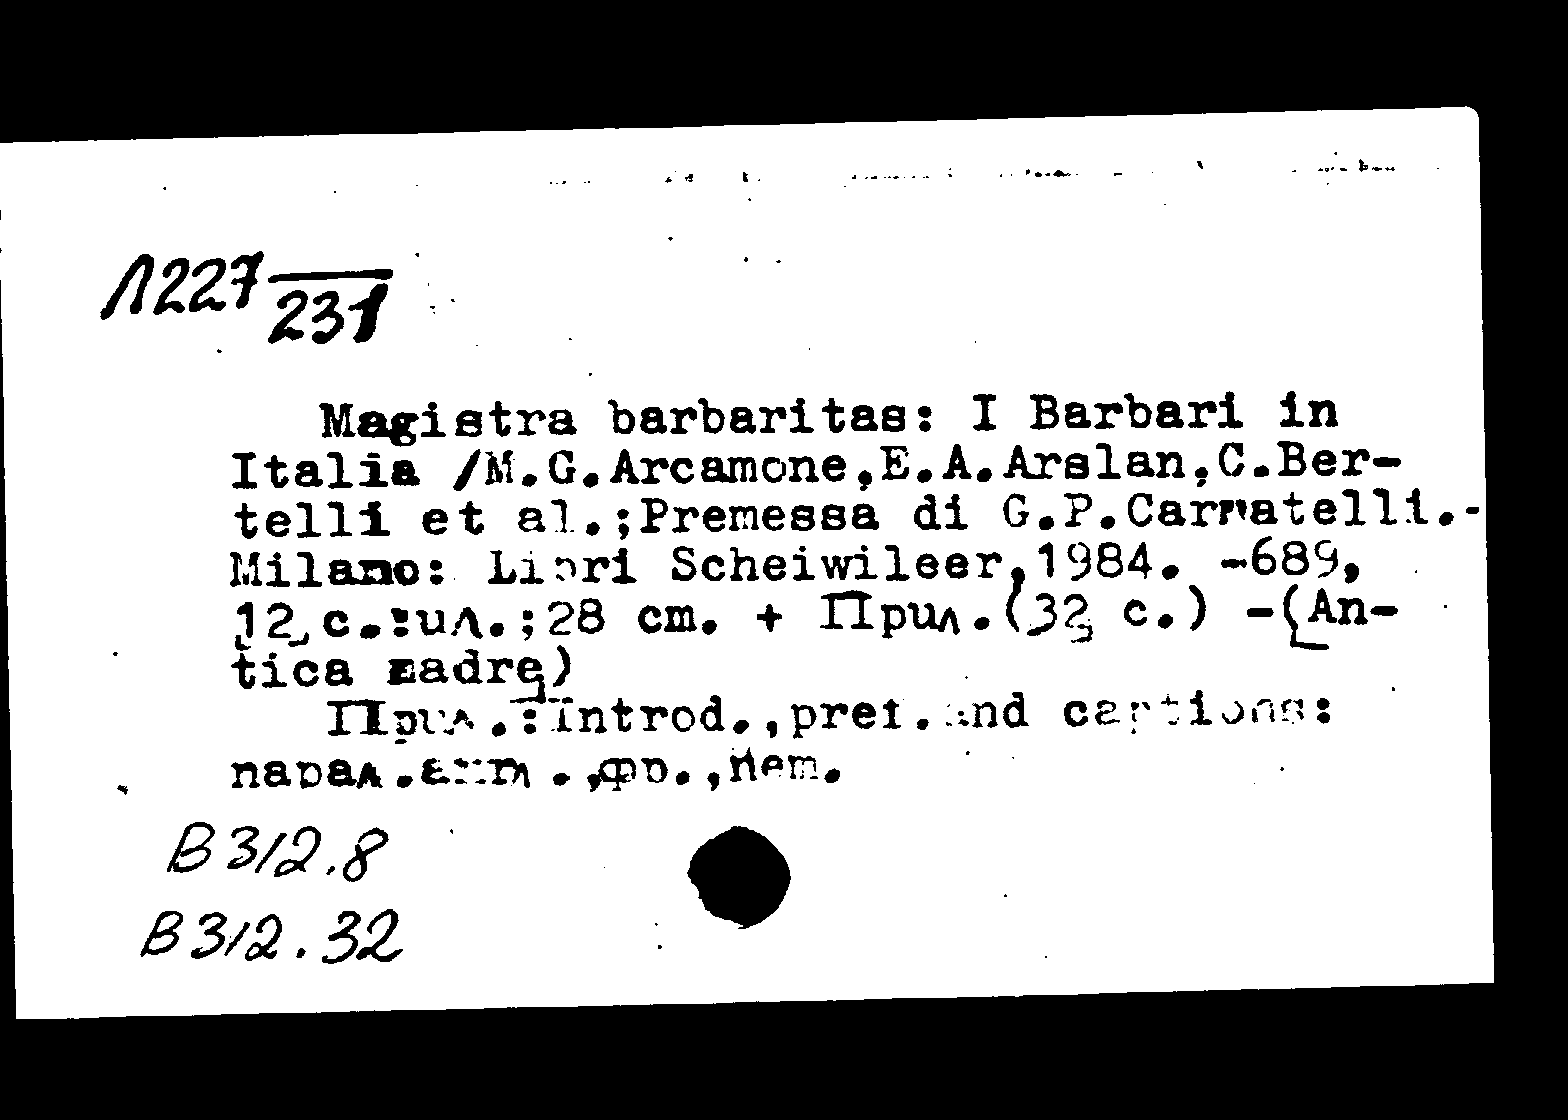 Л227
231
Magistra barbaritas: I Barbari in
Italia /M.G.Arcamone,E.A.Arslan,C.Ber-
telli et al.;Premessa di G.P.Carratelli.-
Milano: Libri Scheiwileer,1984. -689,
12 с.:ил.;28 cm. + Прил.(32 с.) -(An-
tica madre)
Прил.:Introd.,pref.and captions:
парал.англ.,фр.,нем.
В 312.8
В 312.32